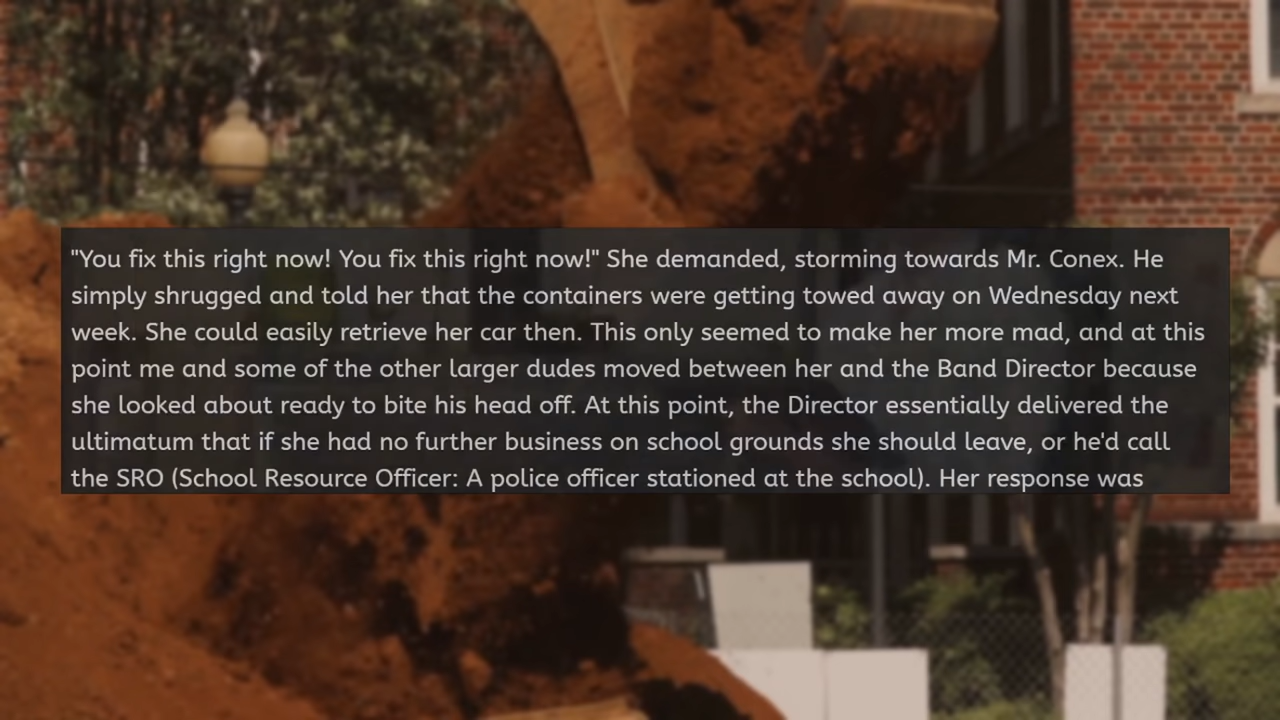 "You fix this right now! You fix this right now!" She demanded, storming towards Mr. Conex. He
simply shrugged and told her that the containers were getting towed away on Wednesday next
week. She could easily retrieve her car then. This only seemed to make her more mad, and at this
point me and some of the other larger dudes moved between her and the Band Director because
she looked about ready to bite his head off. At this point, the Director essentially delivered the
ultimatum that if she had no further business on school grounds she should leave, or he'd call
the SRO (School Resource Officer: A police officer stationed at the school). Her response was